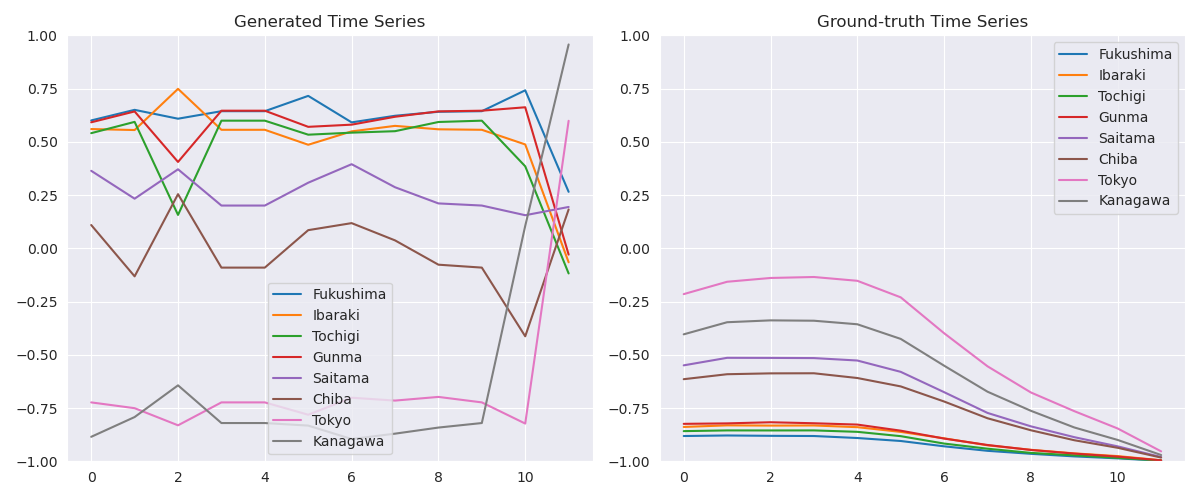 Generated Time Series
1.00
0.75
0.50
0.25
0.00
−0.25
−0.50
−0.75
−1.00
0 2 4 6 8 10
Fukushima
Ibaraki
Tochigi
Gunma
Saitama
Chiba
Tokyo
Kanagawa
Ground-truth Time Series
1.00
0.75
0.50
0.25
0.00
−0.25
−0.50
−0.75
−1.00
0 2 4 6 8 10
Fukushima
Ibaraki
Tochigi
Gunma
Saitama
Chiba
Tokyo
Kanagawa